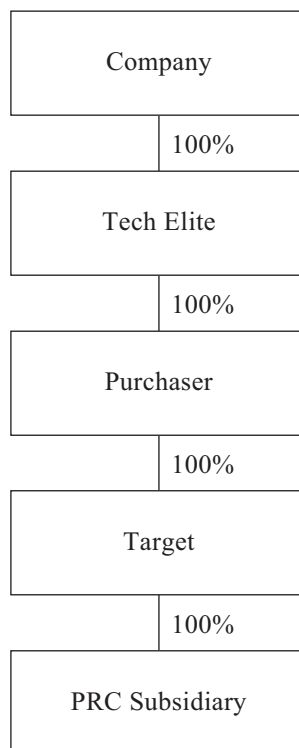 Company
100%
Tech Elite
100%
Purchaser
100%
Target
100%
PRC Subsidiary